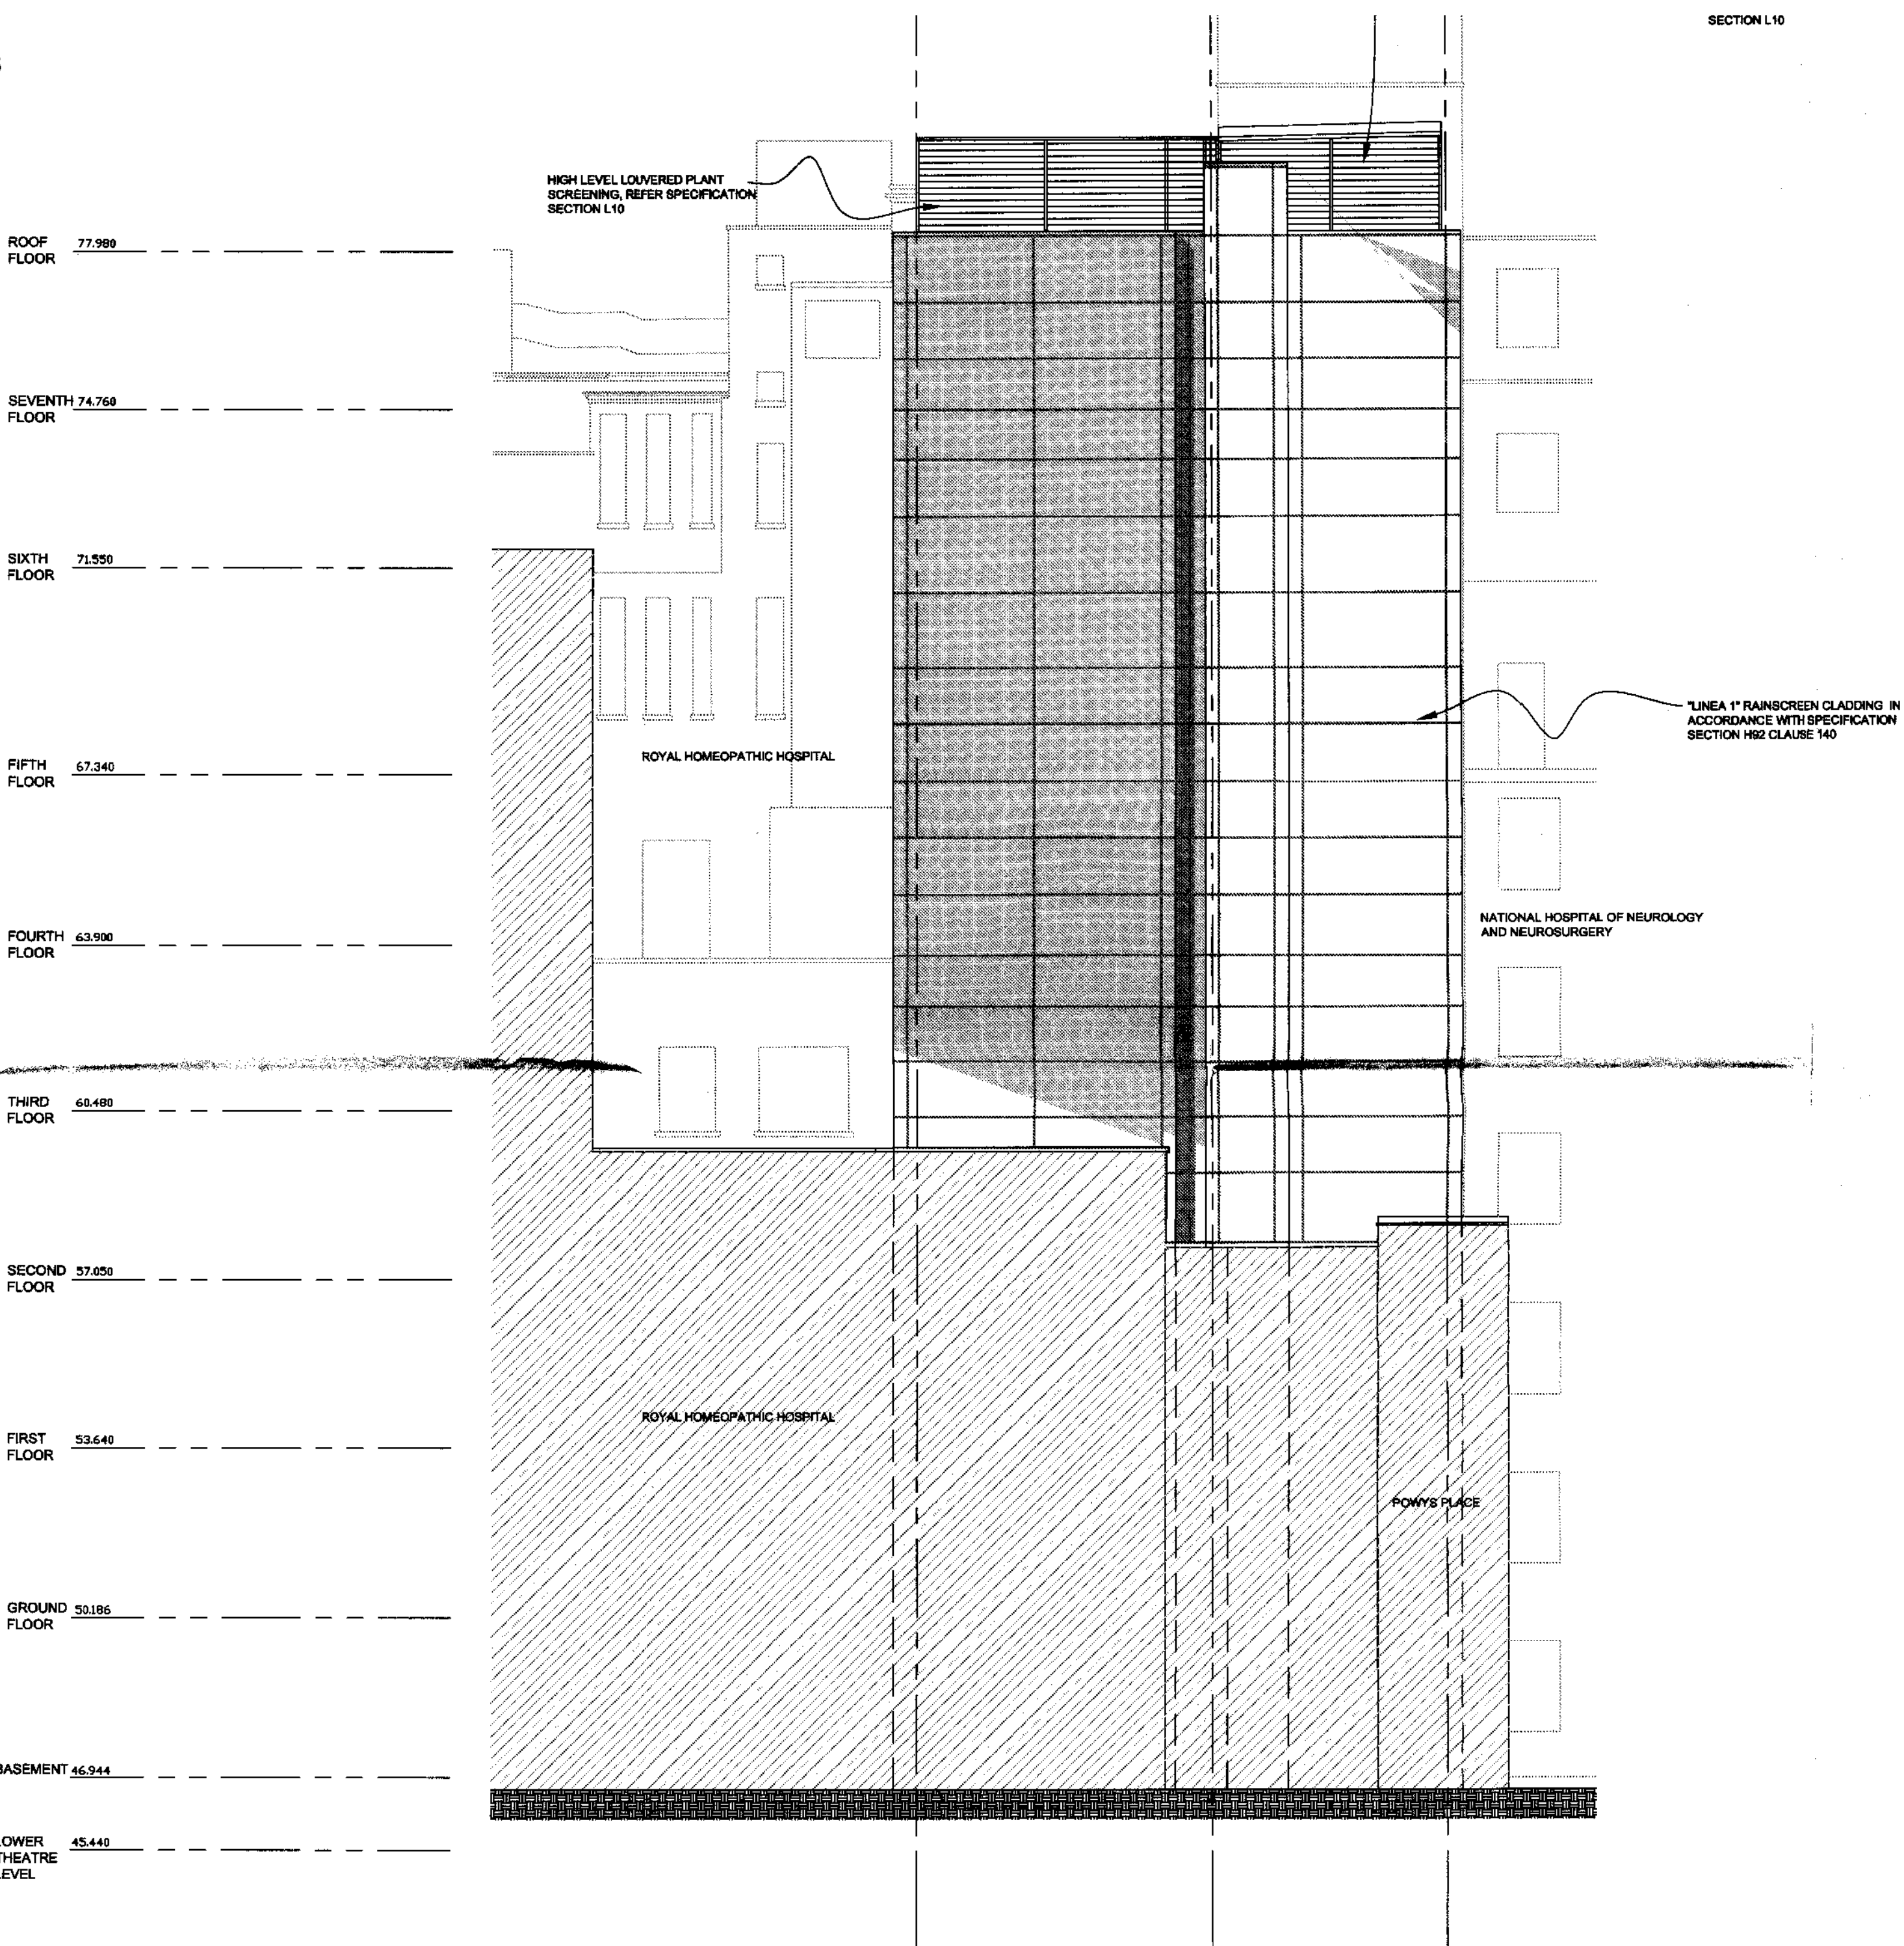 SECTION L10
HIGH LEVEL LOUVERED PLANT
SCREENING, REFER SPECIFICATION
SECTION L10
ROOF 77.980
FLOOR
SEVENTH 74.760
FLOOR
SIXTH 71.550
FLOOR
"LINEA 1" RAINSCREEN CLADDING IN
ACCORDANCE WITH SPECIFICATION
SECTION H92 CLAUSE 140
ROYAL HOMEOPATHIC HOSPITAL
FIFTH 67.340
FLOOR
NATIONAL HOSPITAL OF NEUROLOGY
AND NEUROSURGERY
FOURTH 63.900
FLOOR
THIRD 60.480
FLOOR
SECOND 57.050
FLOOR
ROYAL HOMEOPATHIC HOSPITAL
FIRST 53.640
FLOOR
POWYS PLACE
GROUND 50.186
FLOOR
BASEMENT 46.944
LOWER 45.440
THEATRE
LEVEL